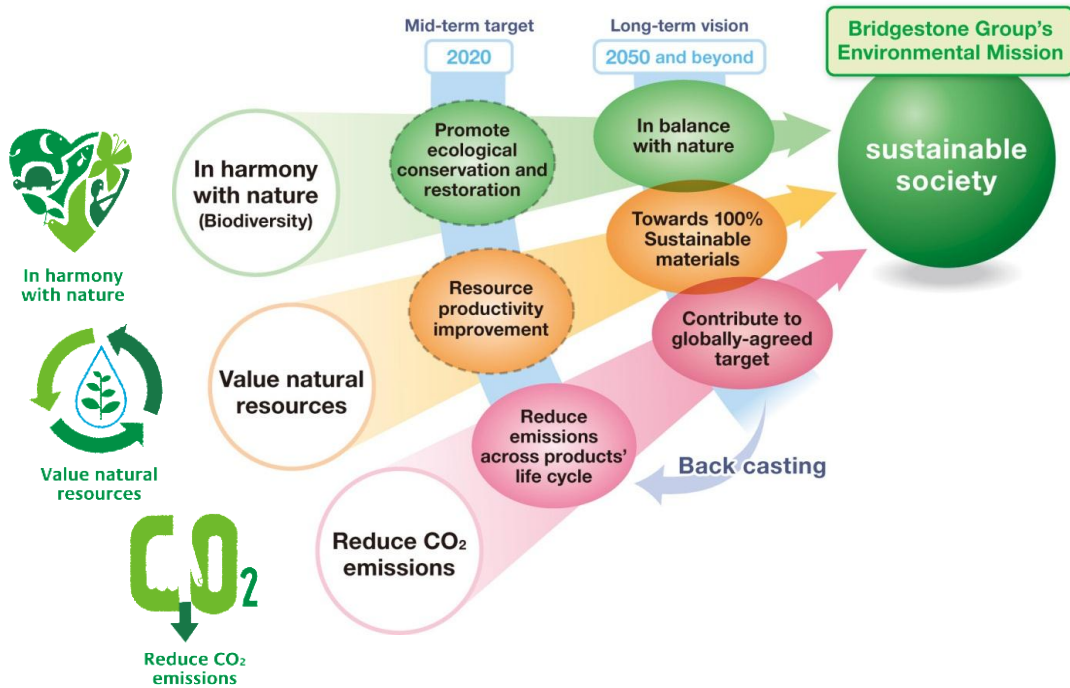 Mid-term target
2020
Long-term vision
2050 and beyond
Bridgestone Group's
Environmental Mission
sustainable
society
In harmony
with nature
(Biodiversity)
Promote
ecological
conservation and
restoration
In balance
with nature
In harmony
with nature
Value natural
resources
Resource
productivity
improvement
Towards 100%
Sustainable
materials
Value natural
resources
Reduce CO₂
emissions
Reduce
emissions
across products'
life cycle
Contribute to
globally-agreed
target
Back casting
CO2
Reduce CO₂
emissions